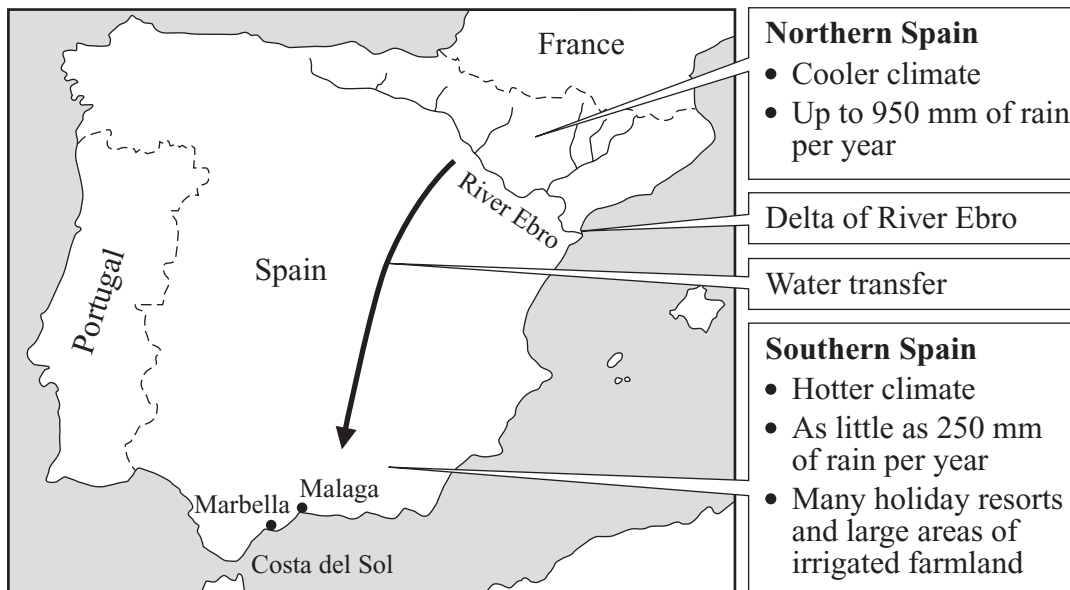 France
Portugal
Spain
River Ebro
Marbella
Malaga
Costa del Sol
Northern Spain
• Cooler climate
• Up to 950 mm of rain
per year
Delta of River Ebro
Water transfer
Southern Spain
• Hotter climate
• As little as 250 mm
of rain per year
• Many holiday resorts
and large areas of
irrigated farmland